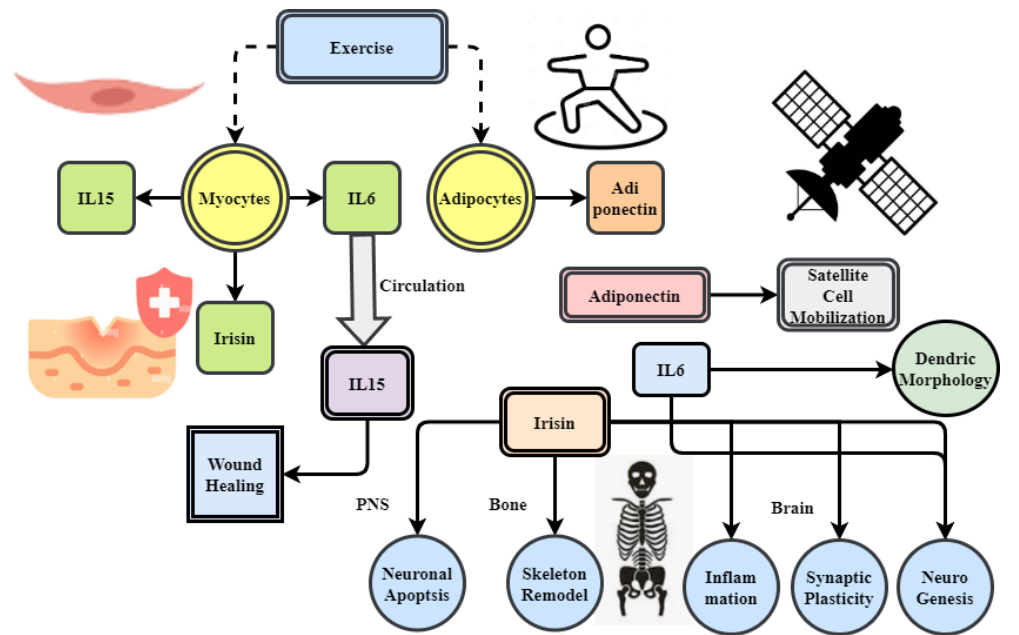 Exercise
IL15
Myocytes
IL6
Adipocytes
Adi
ponectin
Circulation
Adiponectin
Satellite
Cell
Mobilization
Irisin
IL15
IL6
Dendric
Morphology
Irisin
Wound
Healing
PNS
Bone
Brain
Neuronal
Apoptsis
Skeleton
Remodel
Inflam
mation
Synaptic
Plasticity
Neuro
Genesis